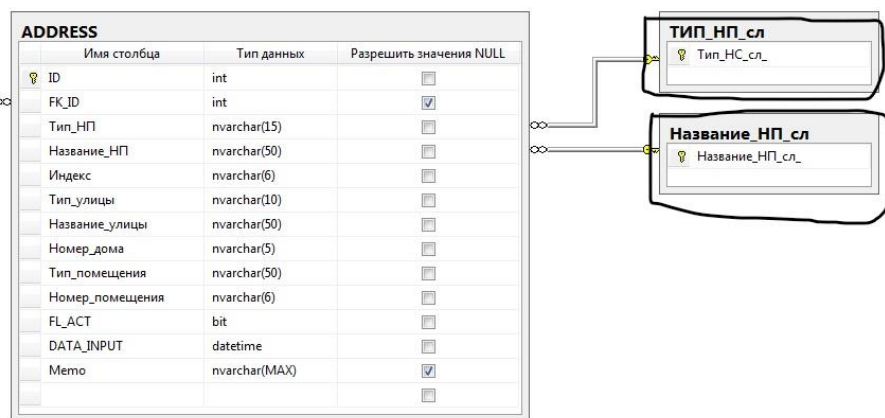 ADDRESS
Имя столбца Тип данных Разрешить значения NULL
ID int
FK_ID int
Тип_НП nvarchar(15)
Название_НП nvarchar(50)
Индекс nvarchar(6)
Тип_улицы nvarchar(10)
Название_улицы nvarchar(50)
Номер_дома nvarchar(5)
Тип_помещения nvarchar(50)
Номер_помещения nvarchar(6)
FL_ACT bit
DATA_INPUT datetime
Memo nvarchar(MAX)
ТИП_НП_сл
Тип_НС_сл_
Название_НП_сл
Название_НП_сл_